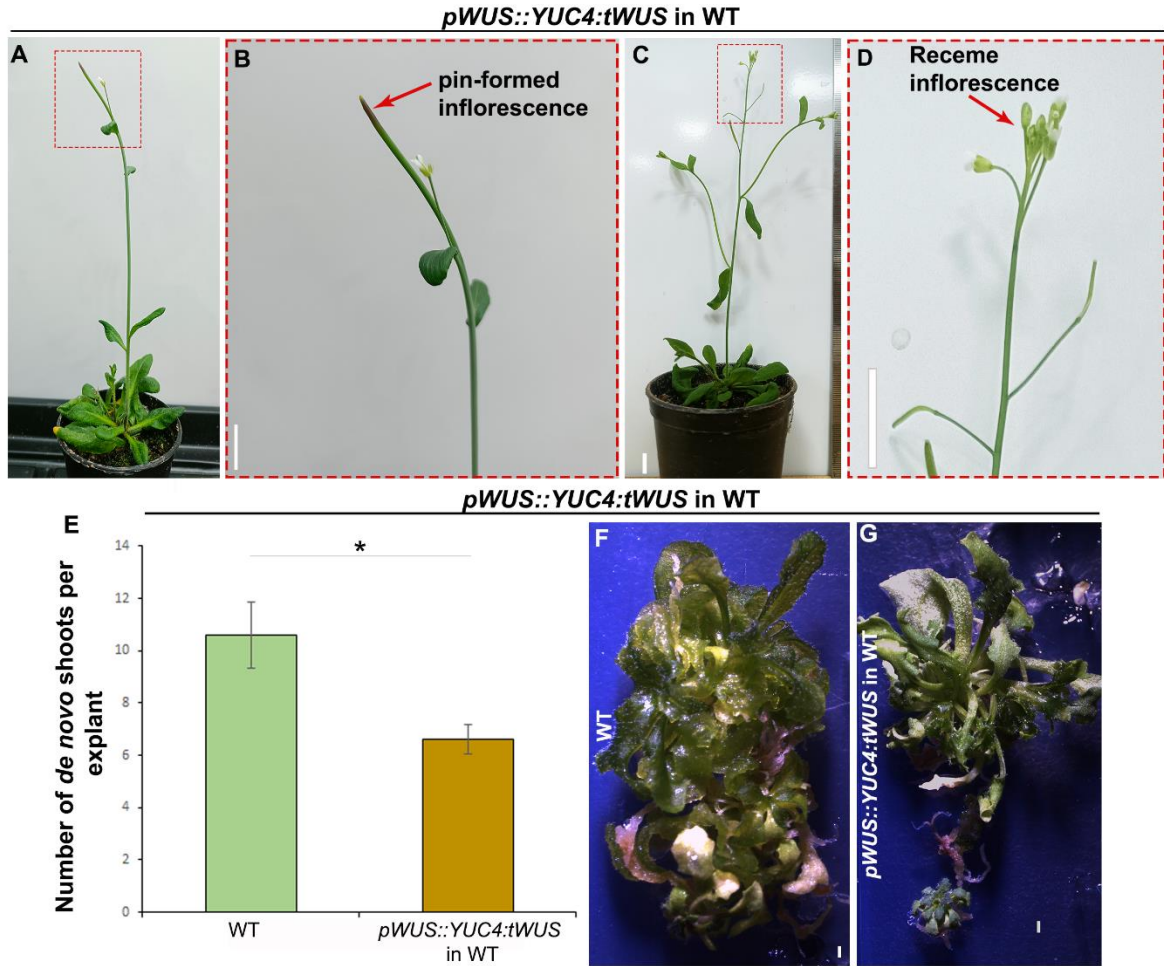 pWUS::YUC4:tWUS in WT
A
B
pin-formed
inflorescence
C
D
Receme
inflorescence
pWUS::YUC4:tWUS in WT
E
Number of de novo shoots per
explant
14
12
10
8
6
4
2
0
*
WT
pWUS::YUC4:tWUS
in WT
F
WT
G
pWUS::YUC4:tWUS in WT